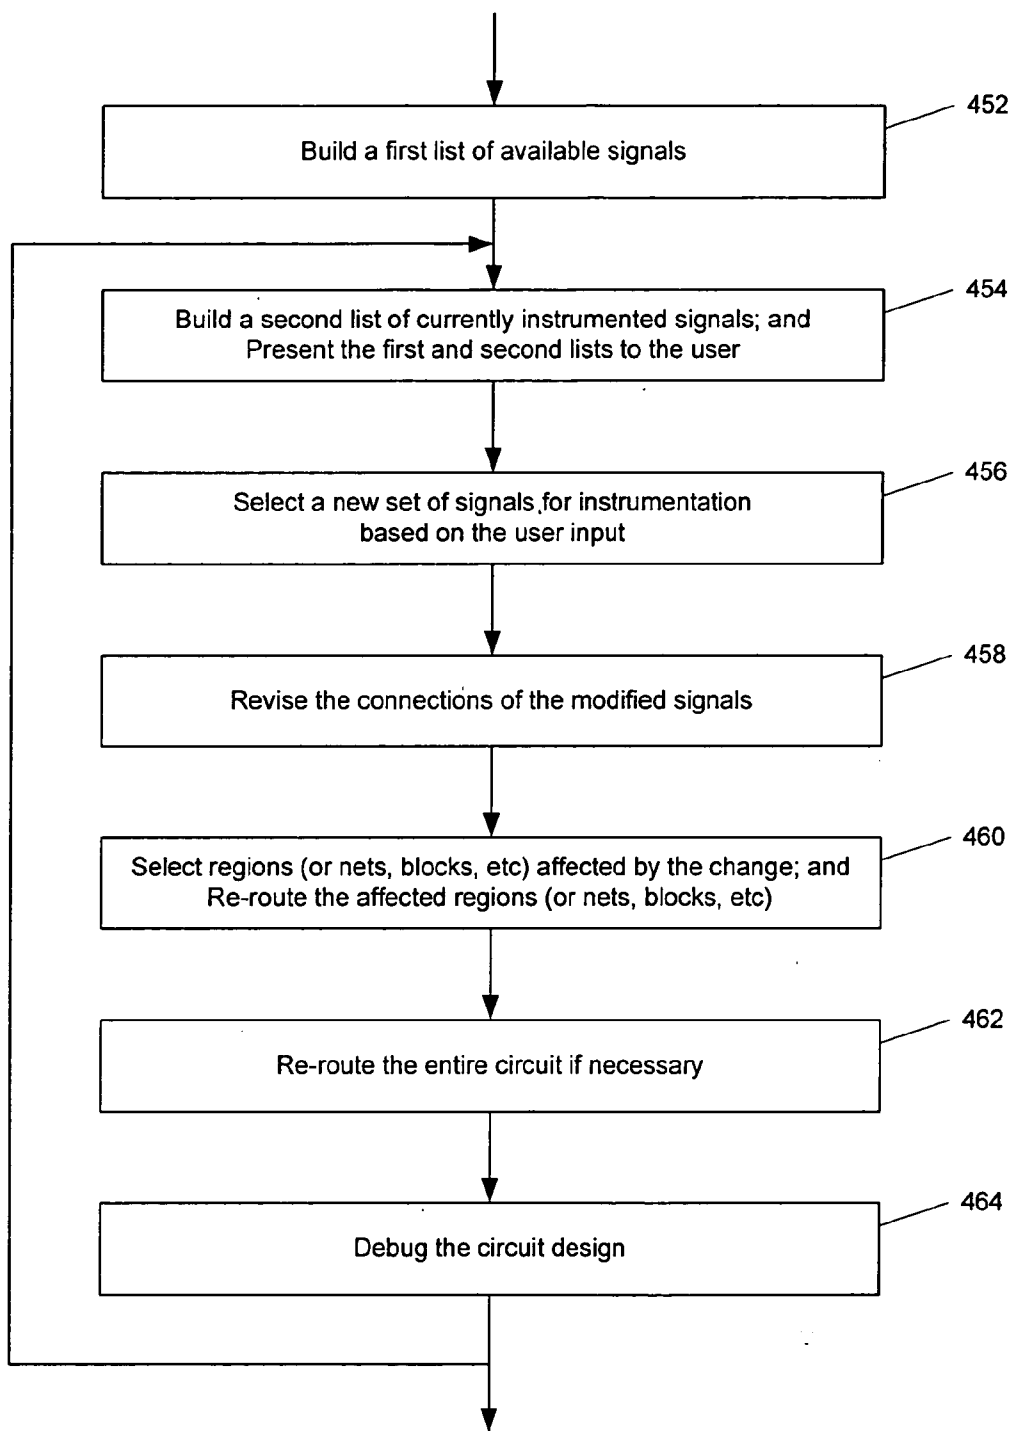 452
Build a first list of available signals
454
Build a second list of currently instrumented signals; and
Present the first and second lists to the user
456
Select a new set of signals for instrumentation
based on the user input
458
Revise the connections of the modified signals
460
Select regions (or nets, blocks, etc) affected by the change; and
Re-route the affected regions (or nets, blocks, etc)
462
Re-route the entire circuit if necessary
464
Debug the circuit design